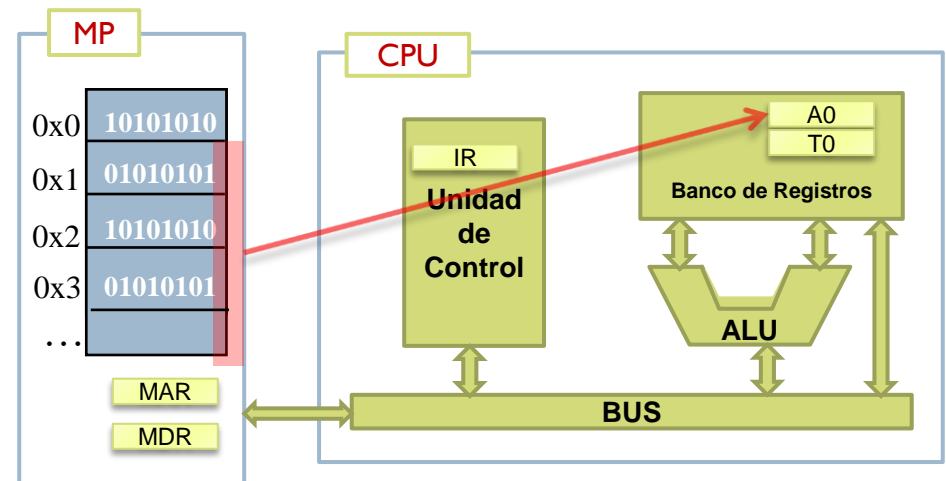 MP
0x0 10101010
0x1 01010101
0x2 10101010
0x3 01010101
…
MAR
MDR
CPU
IR
Unidad
de
Control
A0
T0
Banco de Registros
ALU
BUS